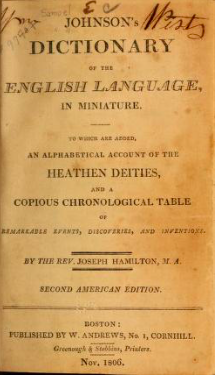 Samuel
JOHNSON's
DICTIONARY
OF THE
ENGLISH LANGUAGE,
IN MINIATURE.
TO WHICH ARE ADDED,
AN ALPHABETICAL ACCOUNT OF THE
HEATHEN DEITIES,
AND A
COPIOUS CHRONOLOGICAL TABLE
OF
REMARKABLE EVENTS, DISCOVERIES, AND INVENTIONS.
BY THE REV. JOSEPH HAMILTON, M. A.
SECOND AMERICAN EDITION.
BOSTON:
PUBLISHED BY W. ANDREWS, No. 1, CORNHILL.
Greenough & Stebbins, Printers.
Nov. 1806.